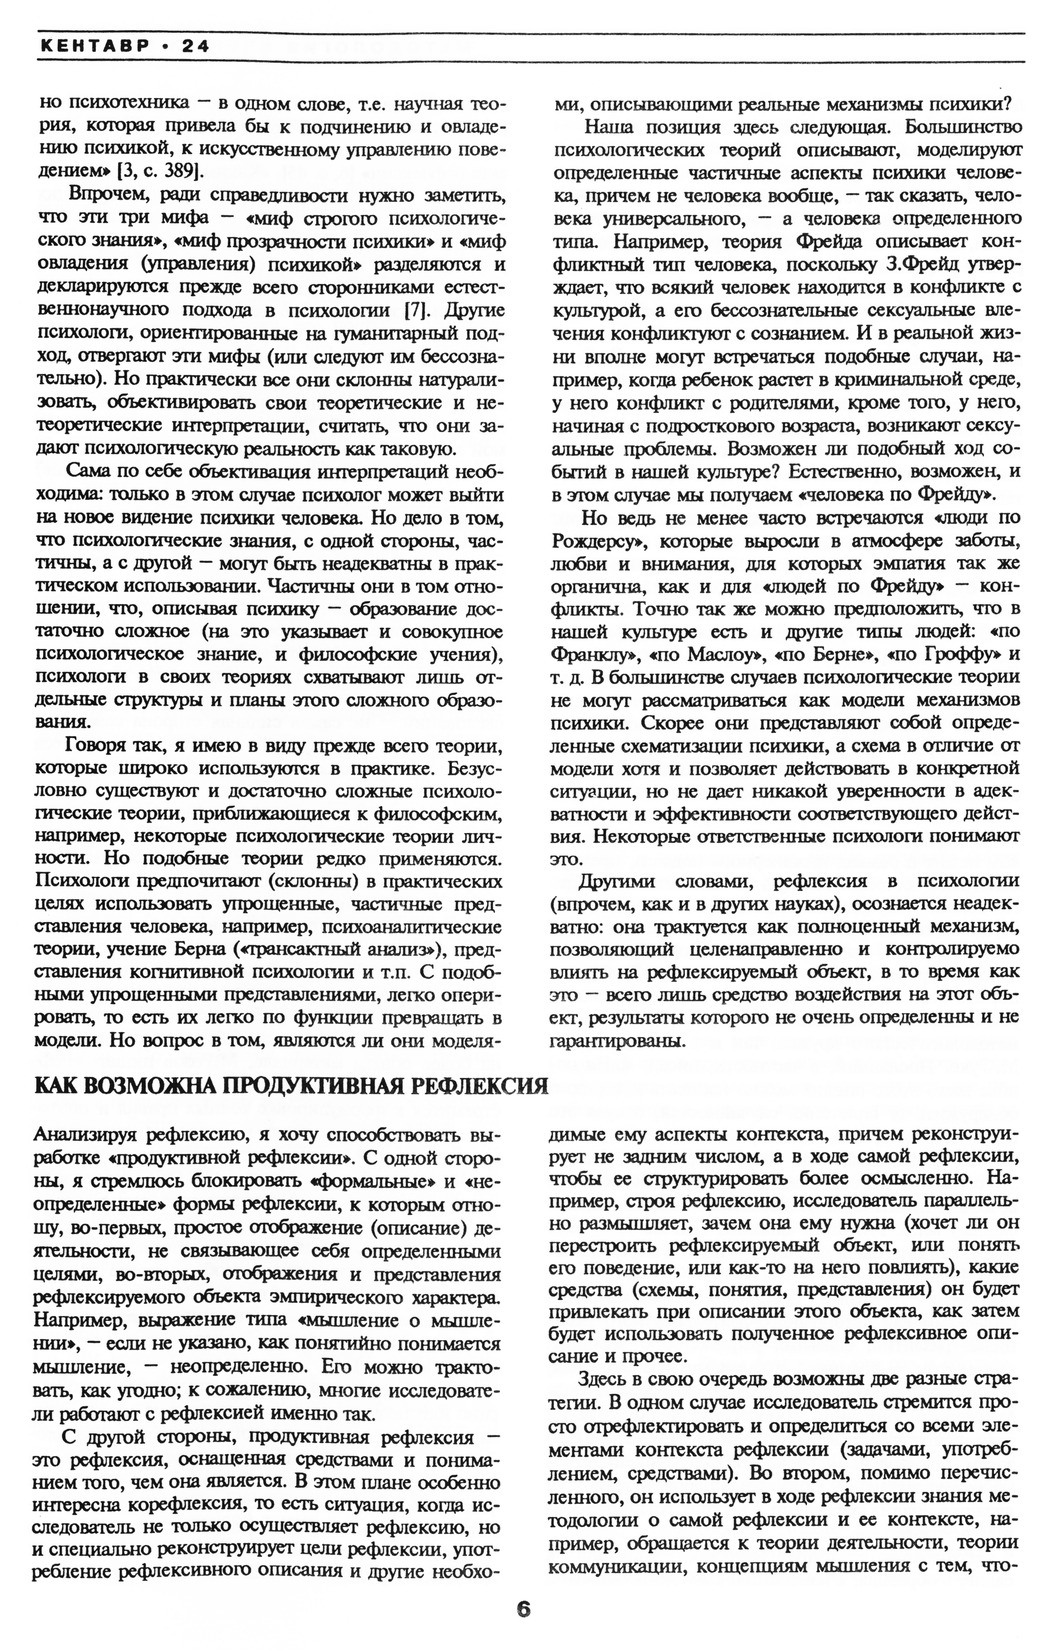 КЕНТАВР • 24
но психотехника — в одном слове, т.е. научная тео-
рия, которая привела бы к подчинению и овладе-
нию психикой, к искусственному управлению пове-
дением» [3, с. 389].
Впрочем, ради справедливости нужно заметить,
что эти три мифа — «миф строгого психологиче-
ского знания», «миф прозрачности психики» и «миф
овладения (управления) психикой» разделяются и
декларируются прежде всего сторонниками естест-
веннонаучного подхода в психологии [7]. Другие
психологи, ориентированные на гуманитарный под-
ход, отвергают эти мифы (или следуют им бессозна-
тельно). Но практически все они склонны натурали-
зовать, объективировать свои теоретические и не-
теоретические интерпретации, считать, что они за-
дают психологическую реальность как таковую.
Сама по себе объективация интерпретаций необ-
ходима: только в этом случае психолог может выйти
на новое видение психики человека. Но дело в том,
что психологические знания, с одной стороны, час-
тичны, а с другой — могут быть неадекватны в прак-
тическом использовании. Частичны они в том отно-
шении, что, описывая психику — образование дос-
таточно сложное (на это указывает и совокупное
психологическое знание, и философские учения),
психологи в своих теориях схватывают лишь от-
дельные структуры и планы этого сложного образо-
вания.
Говоря так, я имею в виду прежде всего теории,
которые широко используются в практике. Безус-
ловно существуют и достаточно сложные психоло-
гические теории, приближающиеся к философским,
например, некоторые психологические теории лич-
ности. Но подобные теории редко применяются.
Психологи предпочитают (склонны) в практических
целях использовать упрощенные, частичные пред-
ставления человека, например, психоаналитические
теории, учение Берна («трансактный анализ»), пред-
ставления когнитивной психологии и т.п. С подоб-
ными упрощенными представлениями, легко опери-
ровать, то есть их легко по функции превращать в
модели. Но вопрос в том, являются ли они моделя-
ми, описывающими реальные механизмы психики?
Наша позиция здесь следующая. Большинство
психологических теорий описывают, моделируют
определенные частичные аспекты психики челове-
ка, причем не человека вообще, — так сказать, чело-
века универсального, — а человека определенного
типа. Например, теория Фрейда описывает кон-
фликтный тип человека, поскольку З.Фрейд утвер-
ждает, что всякий человек находится в конфликте с
культурой, а его бессознательные сексуальные вле-
чения конфликтуют с сознанием. И в реальной жиз-
ни вполне могут встречаться подобные случаи, на-
пример, когда ребенок растет в криминальной среде,
у него конфликт с родителями, кроме того, у него,
начиная с подросткового возраста, возникают сексу-
альные проблемы. Возможен ли подобный ход со-
бытий в нашей культуре? Естественно, возможен, и
в этом случае мы получаем «человека по Фрейду».
Но ведь не менее часто встречаются «люди по
Рождерсу», которые выросли в атмосфере заботы,
любви и внимания, для которых эмпатия так же
органична, как и для «людей по Фрейду» — кон-
фликты. Точно так же можно предположить, что в
нашей культуре есть и другие типы людей: «по
Франклу», «по Маслоу», «по Берне», «по Гроффу» и
т. д. В большинстве случаев психологические теории
не могут рассматриваться как модели механизмов
психики. Скорее они представляют собой опреде-
ленные схематизации психики, а схема в отличие от
модели хотя и позволяет действовать в конкретной
ситуации, но не дает никакой уверенности в адек-
ватности и эффективности соответствующего дейст-
вия. Некоторые ответственные психологи понимают
это.
Другими словами, рефлексия в психологии
(впрочем, как и в других науках), осознается неадек-
ватно: она трактуется как полноценный механизм,
позволяющий целенаправленно и контролируемо
влиять на рефлексируемый объект, в то время как
это — всего лишь средство воздействия на этот объ-
ект, результаты которого не очень определенны и не
гарантированы.
КАК ВОЗМОЖНА ПРОДУКТИВНАЯ РЕФЛЕКСИЯ
Анализируя рефлексию, я хочу способствовать вы-
работке «продуктивной рефлексии». С одной сторо-
ны, я стремлюсь блокировать «формальные» и «не-
определенные» формы рефлексии, к которым отно-
шу, во-первых, простое отображение (описание) де-
ятельности, не связывающее себя определенными
целями, во-вторых, отображения и представления
рефлексируемого объекта эмпирического характера.
Например, выражение типа «мышление о мышле-
нии», — если не указано, как понятийно понимается
мышление, — неопределенно. Его можно тракто-
вать, как угодно; к сожалению, многие исследовате-
ли работают с рефлексией именно так.
С другой стороны, продуктивная рефлексия —
это рефлексия, оснащенная средствами и понима-
нием того, чем она является. В этом плане особенно
интересна корефлексия, то есть ситуация, когда ис-
следователь не только осуществляет рефлексию, но
и специально реконструирует цели рефлексии, упот-
ребление рефлексивного описания и другие необхо-
димые ему аспекты контекста, причем реконструи-
рует не задним числом, а в ходе самой рефлексии,
чтобы ее структурировать более осмысленно. На-
пример, строя рефлексию, исследователь параллель-
но размышляет, зачем она ему нужна (хочет ли он
перестроить рефлексируемый объект, или понять
его поведение, или как-то на него повлиять), какие
средства (схемы, понятия, представления) он будет
привлекать при описании этого объекта, как затем
будет использовать полученное рефлексивное опи-
сание и прочее.
Здесь в свою очередь возможны две разные стра-
тегии. В одном случае исследователь стремится про-
сто отрефлектировать и определиться со всеми эле-
ментами контекста рефлексии (задачами, употреб-
лением, средствами). Во втором, помимо перечис-
ленного, он использует в ходе рефлексии знания ме-
тодологии о самой рефлексии и ее контексте, на-
пример, обращается к теории деятельности, теории
коммуникации, концепциям мышления с тем, что-
6